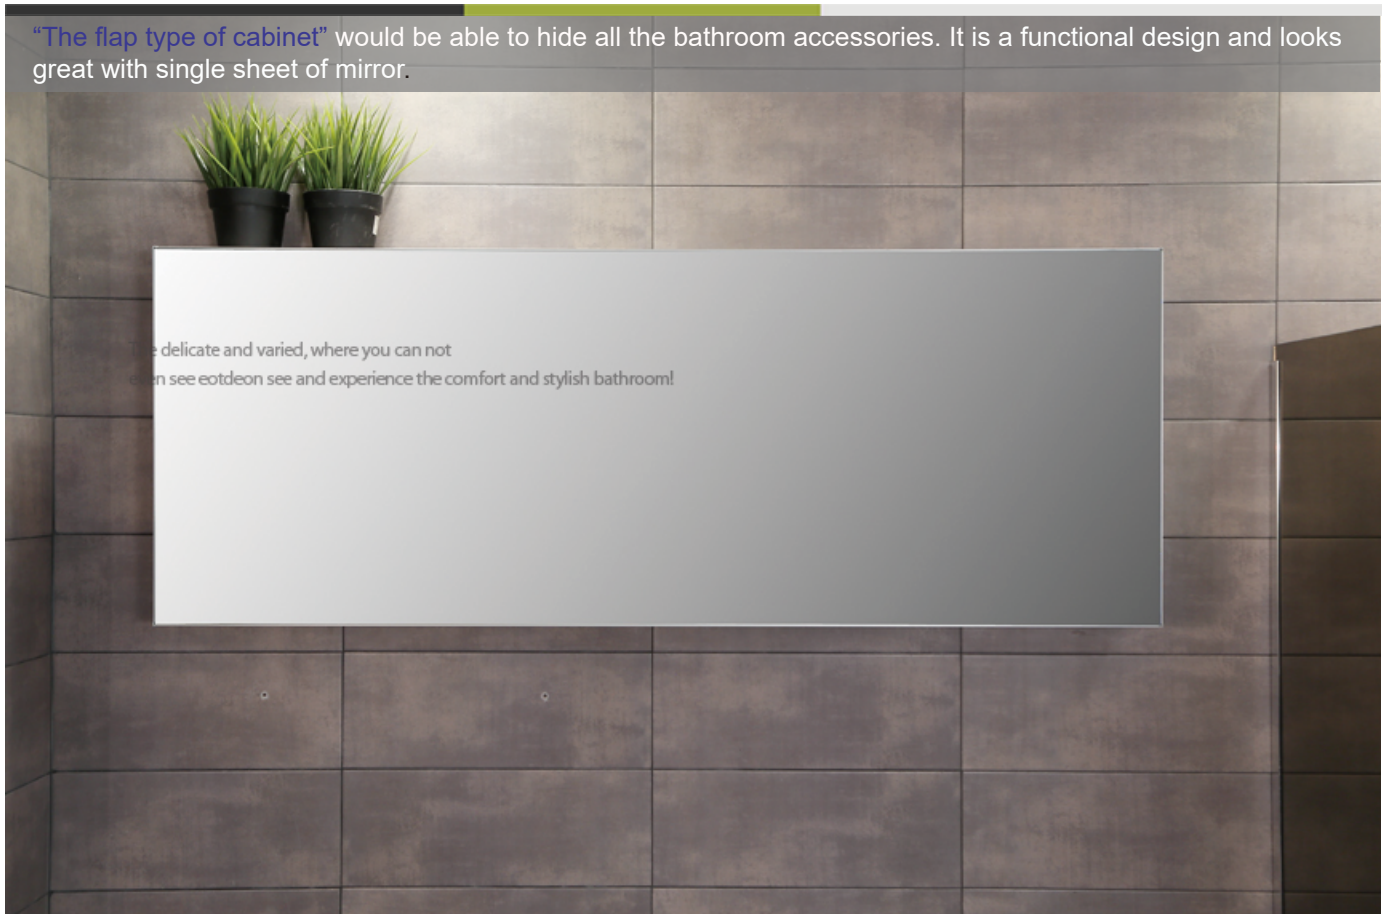 “The flap type of cabinet” would be able to hide all the bathroom accessories. It is a functional design and looks
great with single sheet of mirror.
The delicate and varied, where you can not
even see eotdeon see and experience the comfort and stylish bathroom!